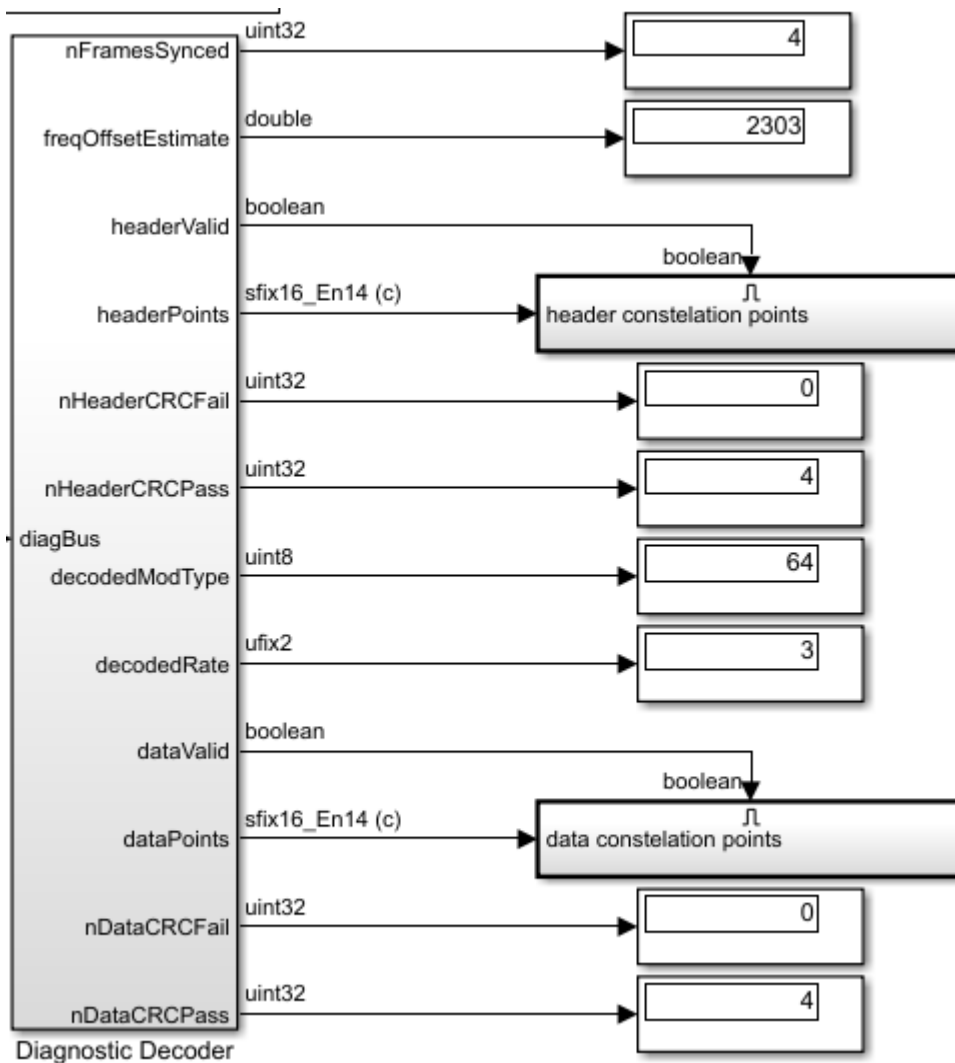 nFramesSynced
uint32
4
freqOffsetEstimate
double
2303
headerValid
boolean
boolean
headerPoints
sfix16_En14 (c)
header constelation points
nHeaderCRCFail
uint32
0
nHeaderCRCPass
uint32
4
diagBus
decodedModType
uint8
64
decodedRate
ufix2
3
dataValid
boolean
boolean
dataPoints
sfix16_En14 (c)
data constelation points
nDataCRCFail
uint32
0
nDataCRCPass
uint32
4
Diagnostic Decoder